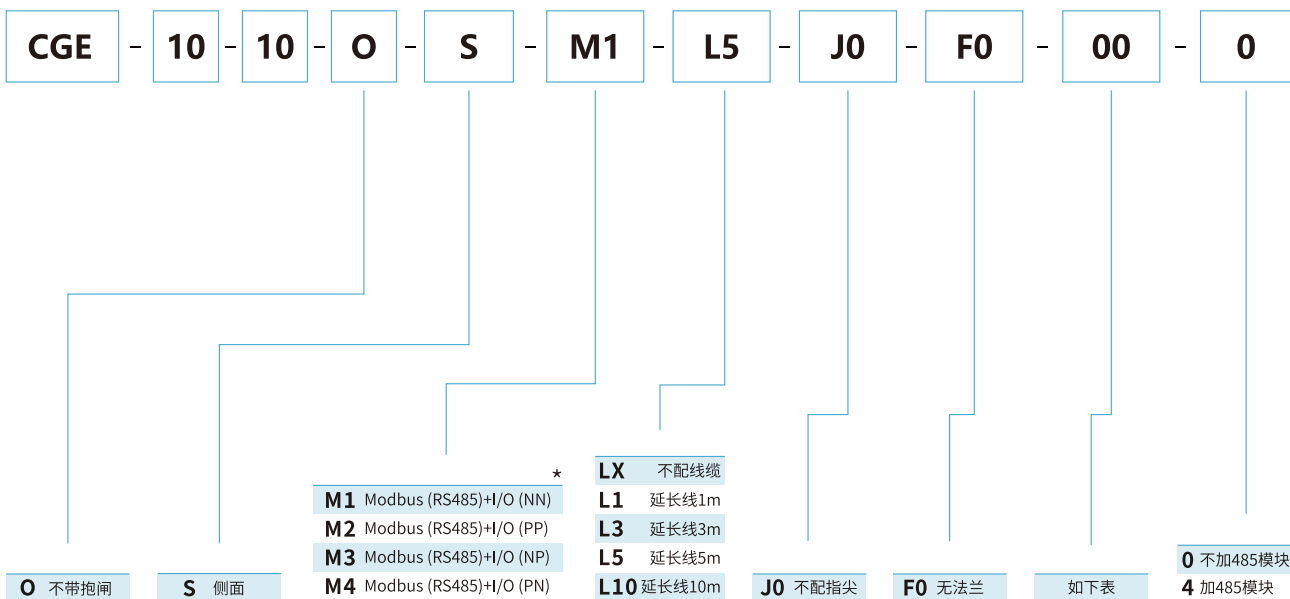 CGE - 10 - 10 - O - S - M1 - L5 - J0 - F0 - 00 - 0
*
M1 Modbus (RS485)+I/O (NN)
M2 Modbus (RS485)+I/O (PP)
M3 Modbus (RS485)+I/O (NP)
M4 Modbus (RS485)+I/O (PN)
LX 不配线缆
L1 延长线1m
L3 延长线3m
L5 延长线5m
L10 延长线10m
O 不带抱闸
S 侧面
J0 不配指尖
F0 无法兰
如下表
0 不加485模块
4 加485模块